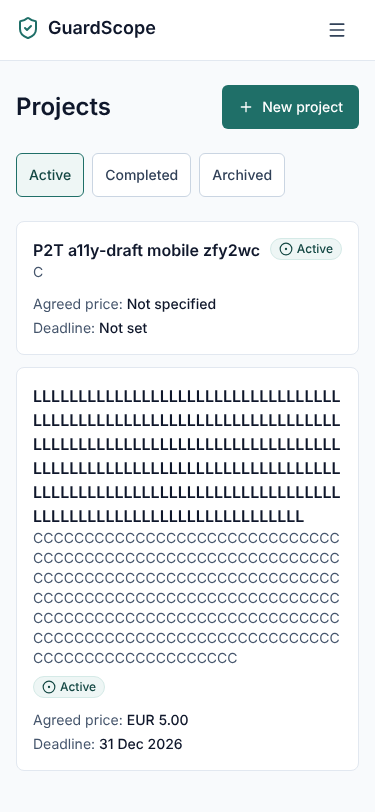 GuardScope
Projects
+ New project
Active
Completed
Archived
P2T a11y-draft mobile zfy2wc
Active
C
Agreed price: Not specified
Deadline: Not set
LLLLLLLLLLLLLLLLLLLLLLLLLLLLLLLLLL
LLLLLLLLLLLLLLLLLLLLLLLLLLLLLLLLLL
LLLLLLLLLLLLLLLLLLLLLLLLLLLLLLLLLL
LLLLLLLLLLLLLLLLLLLLLLLLLLLLLLLLLL
LLLLLLLLLLLLLLLLLLLLLLLLLLLLLLLLLL
LLLLLLLLLLLLLLLLLLLLLLLLLLLLLL
CCCCCCCCCCCCCCCCCCCCCCCCCCCCCC
CCCCCCCCCCCCCCCCCCCCCCCCCCCCCC
CCCCCCCCCCCCCCCCCCCCCCCCCCCCCC
CCCCCCCCCCCCCCCCCCCCCCCCCCCCCC
CCCCCCCCCCCCCCCCCCCCCCCCCCCCCC
CCCCCCCCCCCCCCCCCCCCCCCCCCCCCC
CCCCCCCCCCCCCCCCCCCC
Active
Agreed price: EUR 5.00
Deadline: 31 Dec 2026